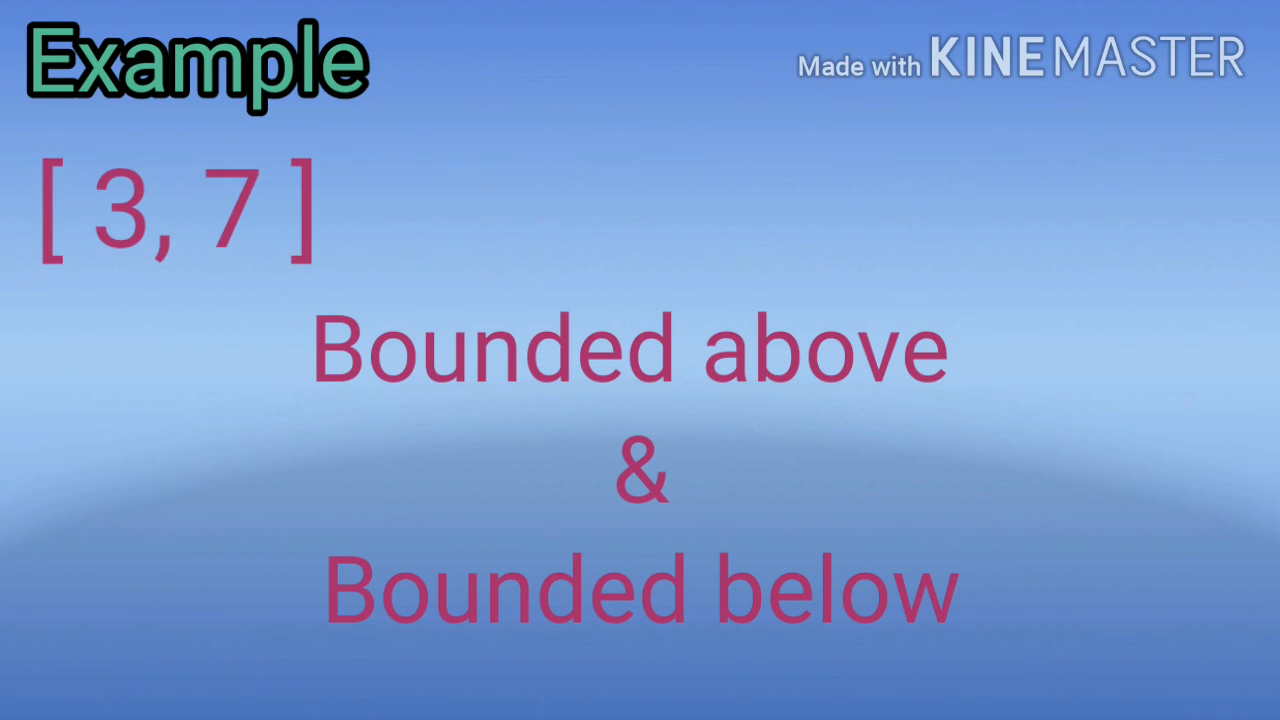 Example
Made with KINEMASTER
[ 3, 7 ]
Bounded above
&
Bounded below